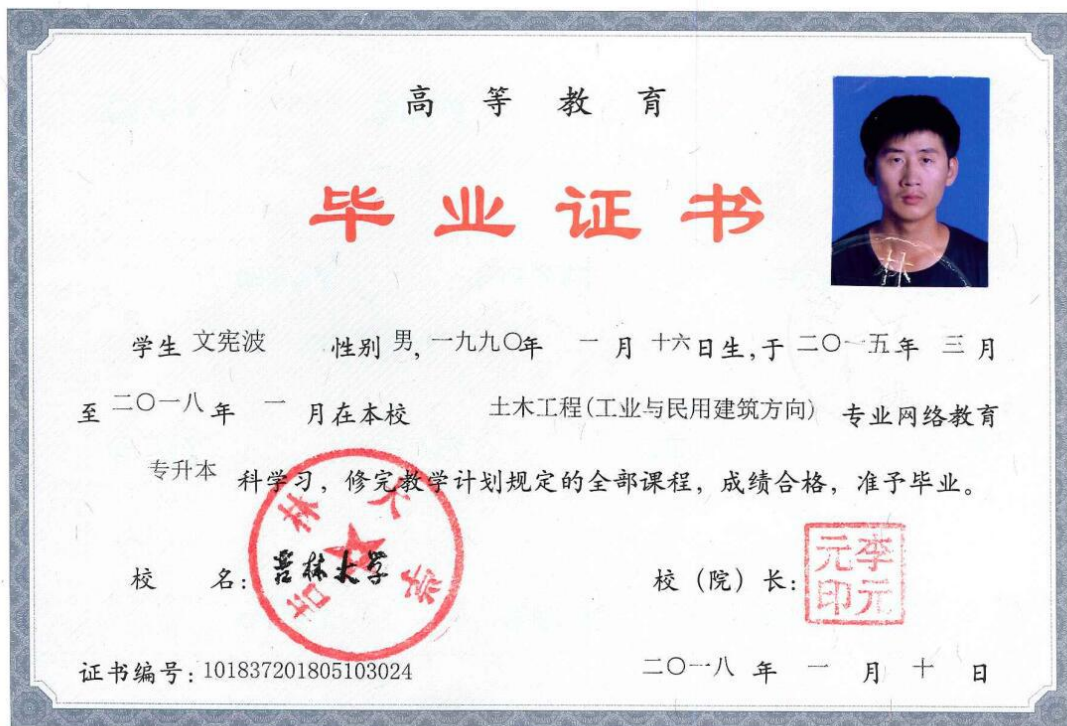 高等教育
毕业证书
学生 文宪波 性别 男, 一九九〇年 一月 十六日生,于 二〇一五年 三月
至 二〇一八年 一 月在本校 土木工程(工业与民用建筑方向) 专业网络教育
专升本 科学习，修完教学计划规定的全部课程，成绩合格，准予毕业。
校 名: 吉林大学
吉林大学
校（院）长:
李元元印
证书编号: 101837201805103024
二〇一八 年 一 月 十 日